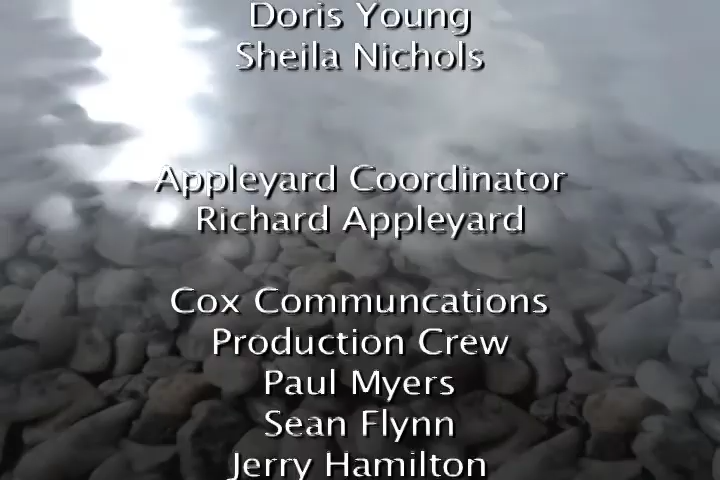 Doris Young
Sheila Nichols
Appleyard Coordinator
Richard Appleyard
Cox Communcations
Production Crew
Paul Myers
Sean Flynn
Jerry Hamilton